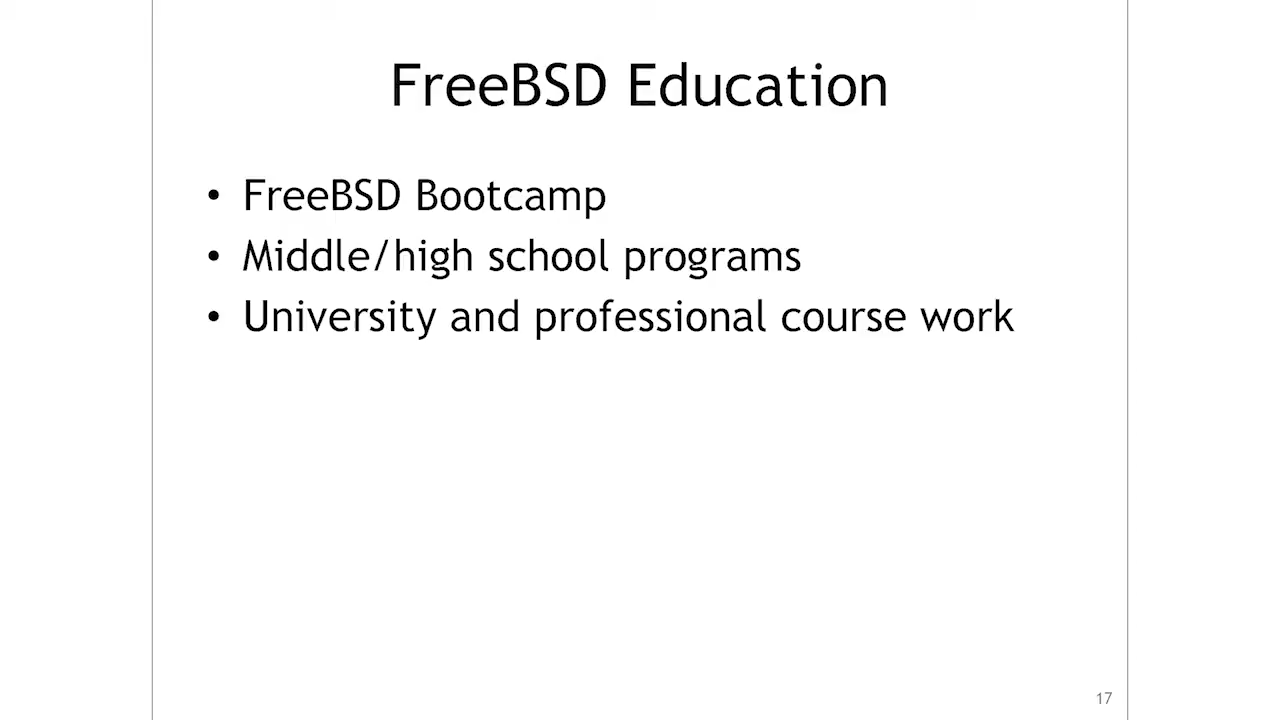 FreeBSD Education
• FreeBSD Bootcamp
• Middle/high school programs
• University and professional course work
17